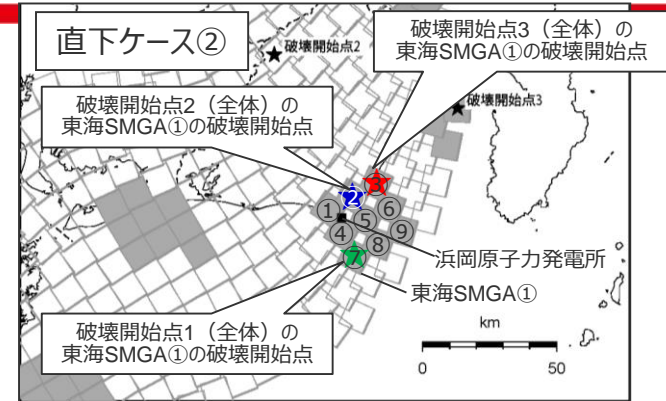 直下ケース②
★破壊開始点2
破壊開始点3（全体）の
東海SMGA①の破壊開始点
★破壊開始点3
破壊開始点2（全体）の
東海SMGA①の破壊開始点
③
②
①
⑥
⑤
④
⑨
⑧
⑦
浜岡原子力発電所
東海SMGA①
破壊開始点1（全体）の
東海SMGA①の破壊開始点
km
0
50